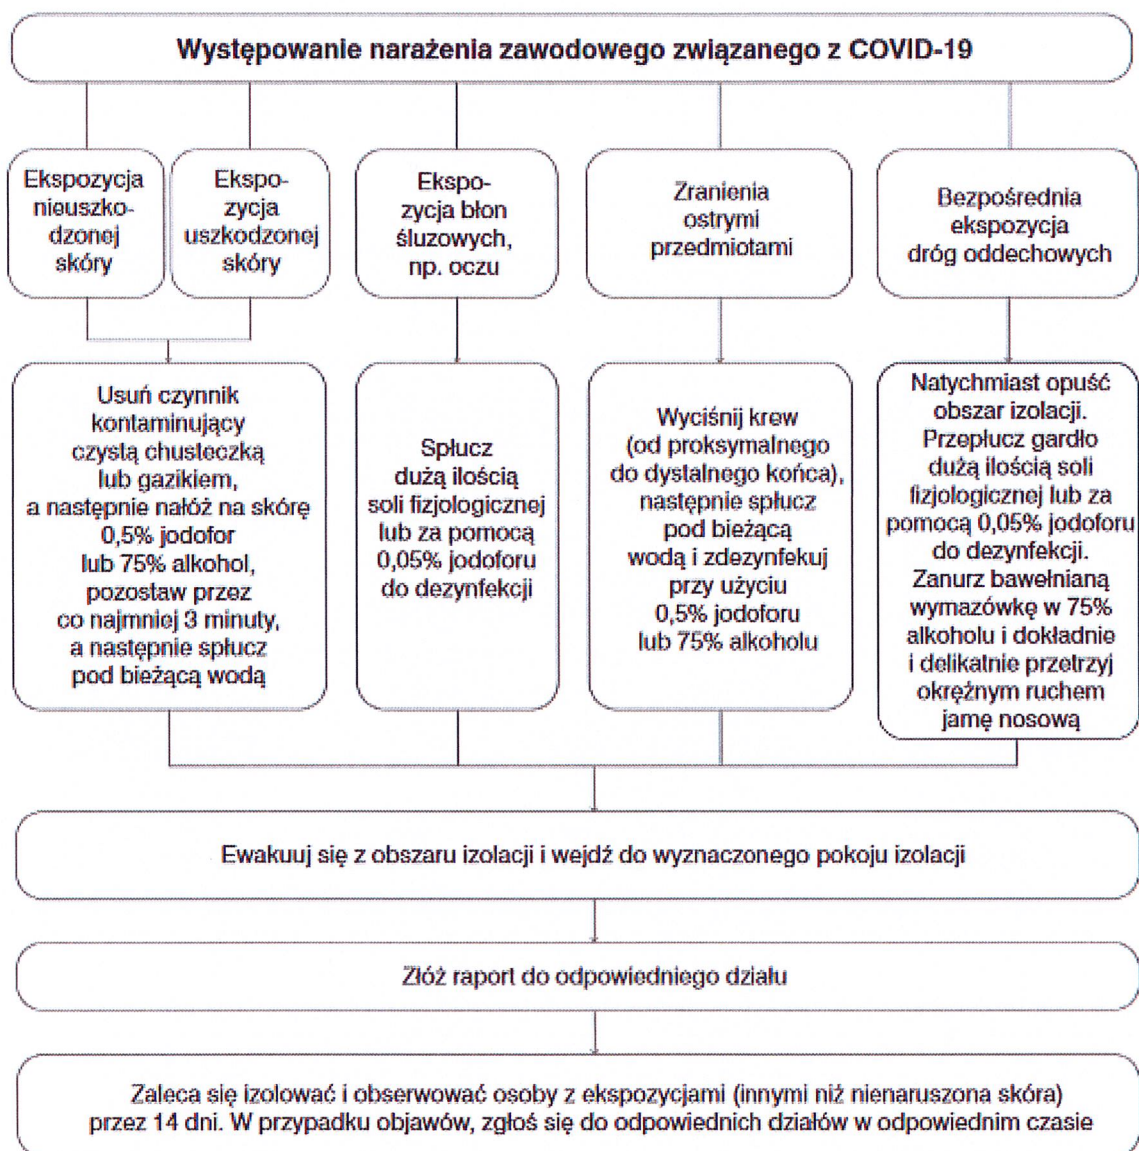 Występowanie narażenia zawodowego związanego z COVID-19
Ekspozycja
nieuszko-
dzonej
skóry
Ekspo-
zycja
uszkodzonej
skóry
Ekspo-
zycja błon
śluzowych,
np. oczu
Zranienia
ostrymi
przedmiotami
Bezpośrednia
ekspozycja
dróg oddechowych
Usuń czynnik
kontaminujący
czystą chusteczką
lub gazikiem,
a następnie nałóż na skórę
0,5% jodofor
lub 75% alkohol,
pozostaw przez
co najmniej 3 minuty,
a następnie spłucz
pod bieżącą wodą
Spłucz
dużą ilością
soli fizjologicznej
lub za pomocą
0,05% jodoforu
do dezynfekcji
Wyciśnij krew
(od proksymalnego
do dystalnego końca),
następnie spłucz
pod bieżącą
wodą i zdezynfekuj
przy użyciu
0,5% jodoforu
lub 75% alkoholu
Natychmiast opuść
obszar izolacji.
Przepłucz gardło
dużą ilością soli
fizjologicznej lub za
pomocą 0,05% jodoforu
do dezynfekcji.
Zanurz bawełnianą
wymazówkę w 75%
alkoholu i dokładnie
i delikatnie przetrzyj
okrężnym ruchem
jamę nosową
Ewakuuj się z obszaru izolacji i wejdź do wyznaczonego pokoju izolacji
Złóż raport do odpowiedniego działu
Zaleca się izolować i obserwować osoby z ekspozycjami (innymi niż nienaruszona skóra)
przez 14 dni. W przypadku objawów, zgłoś się do odpowiednich działów w odpowiednim czasie